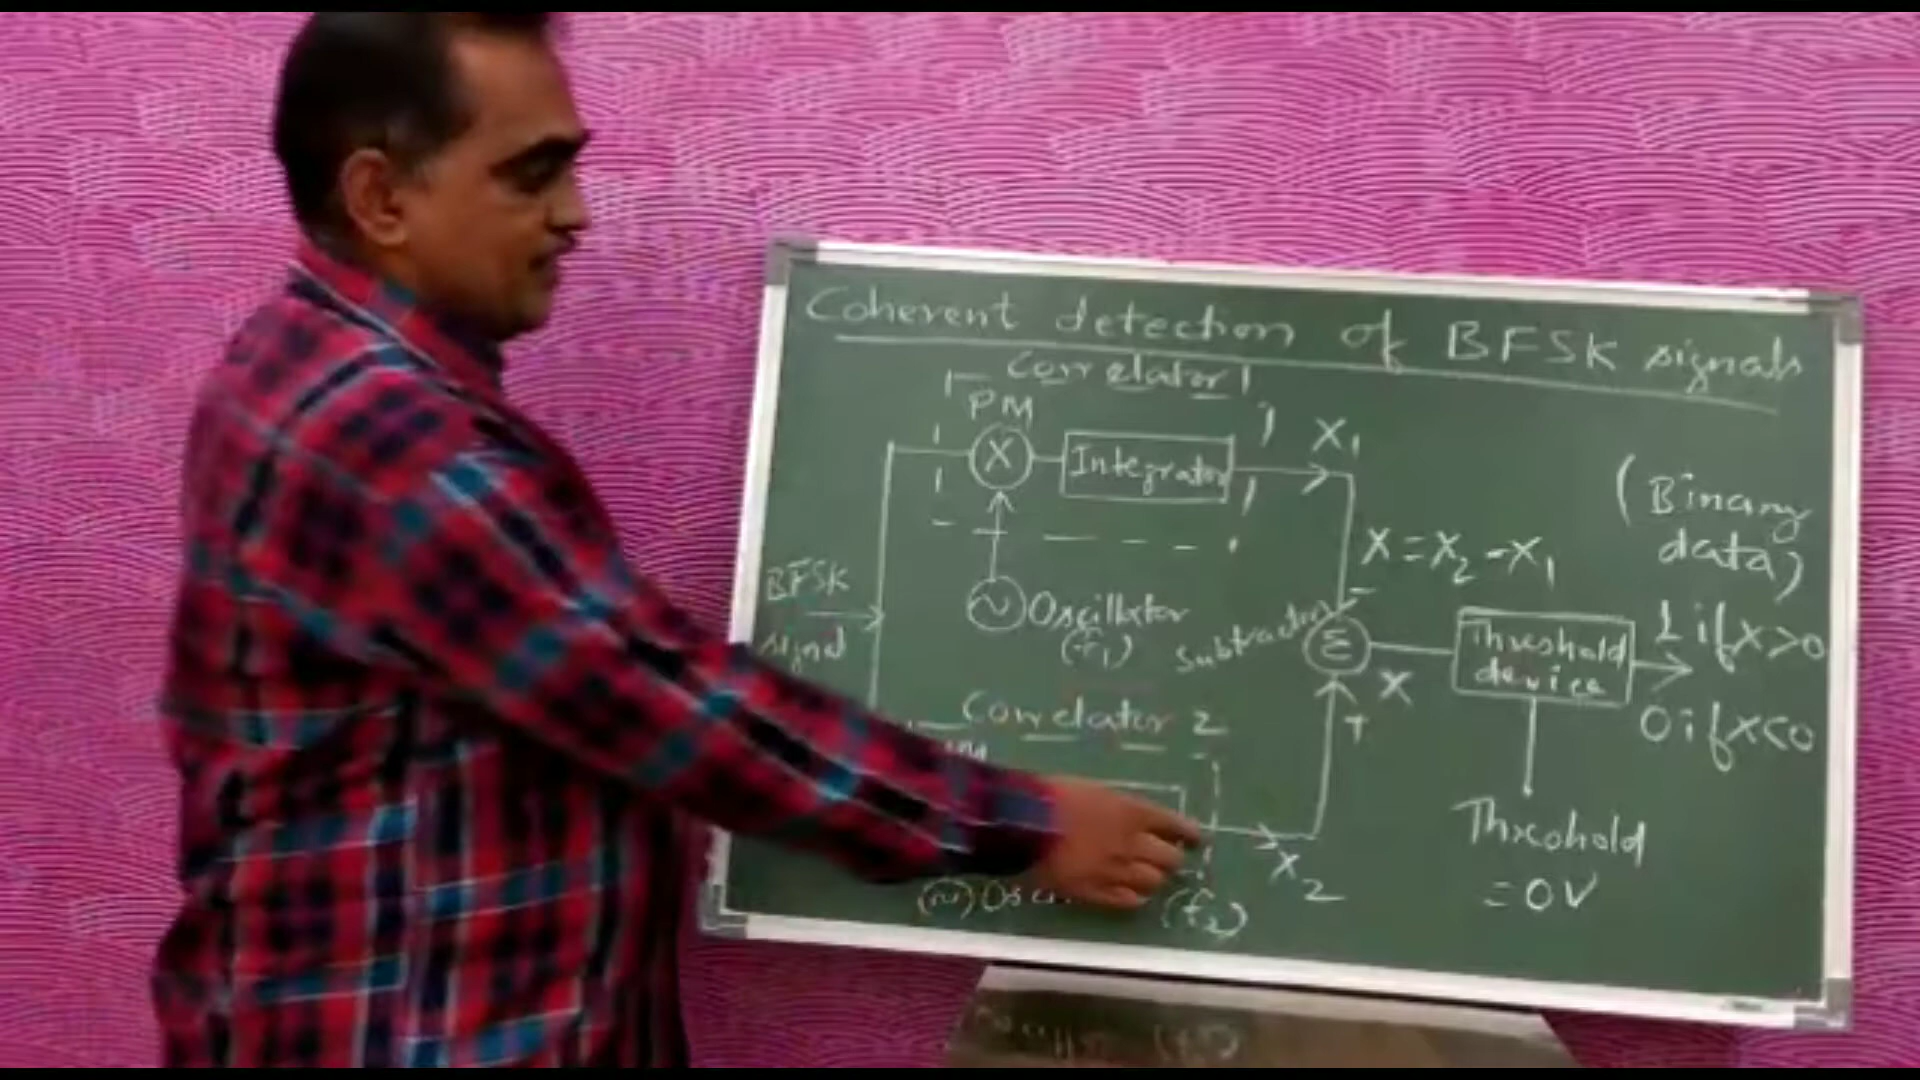 Coherent detection of BFSK signals
Correlator 1
PM
X
Integrator
X₁
(Binary
data)
X = X₂ - X₁
BFSK
signal
~ Oscillator
(f₁)
Subtractor
-
Σ
X
Threshold
device
1 if X>0
0 if X<0
+
Correlator 2
X₂
(f₂)
Threshold
= 0V